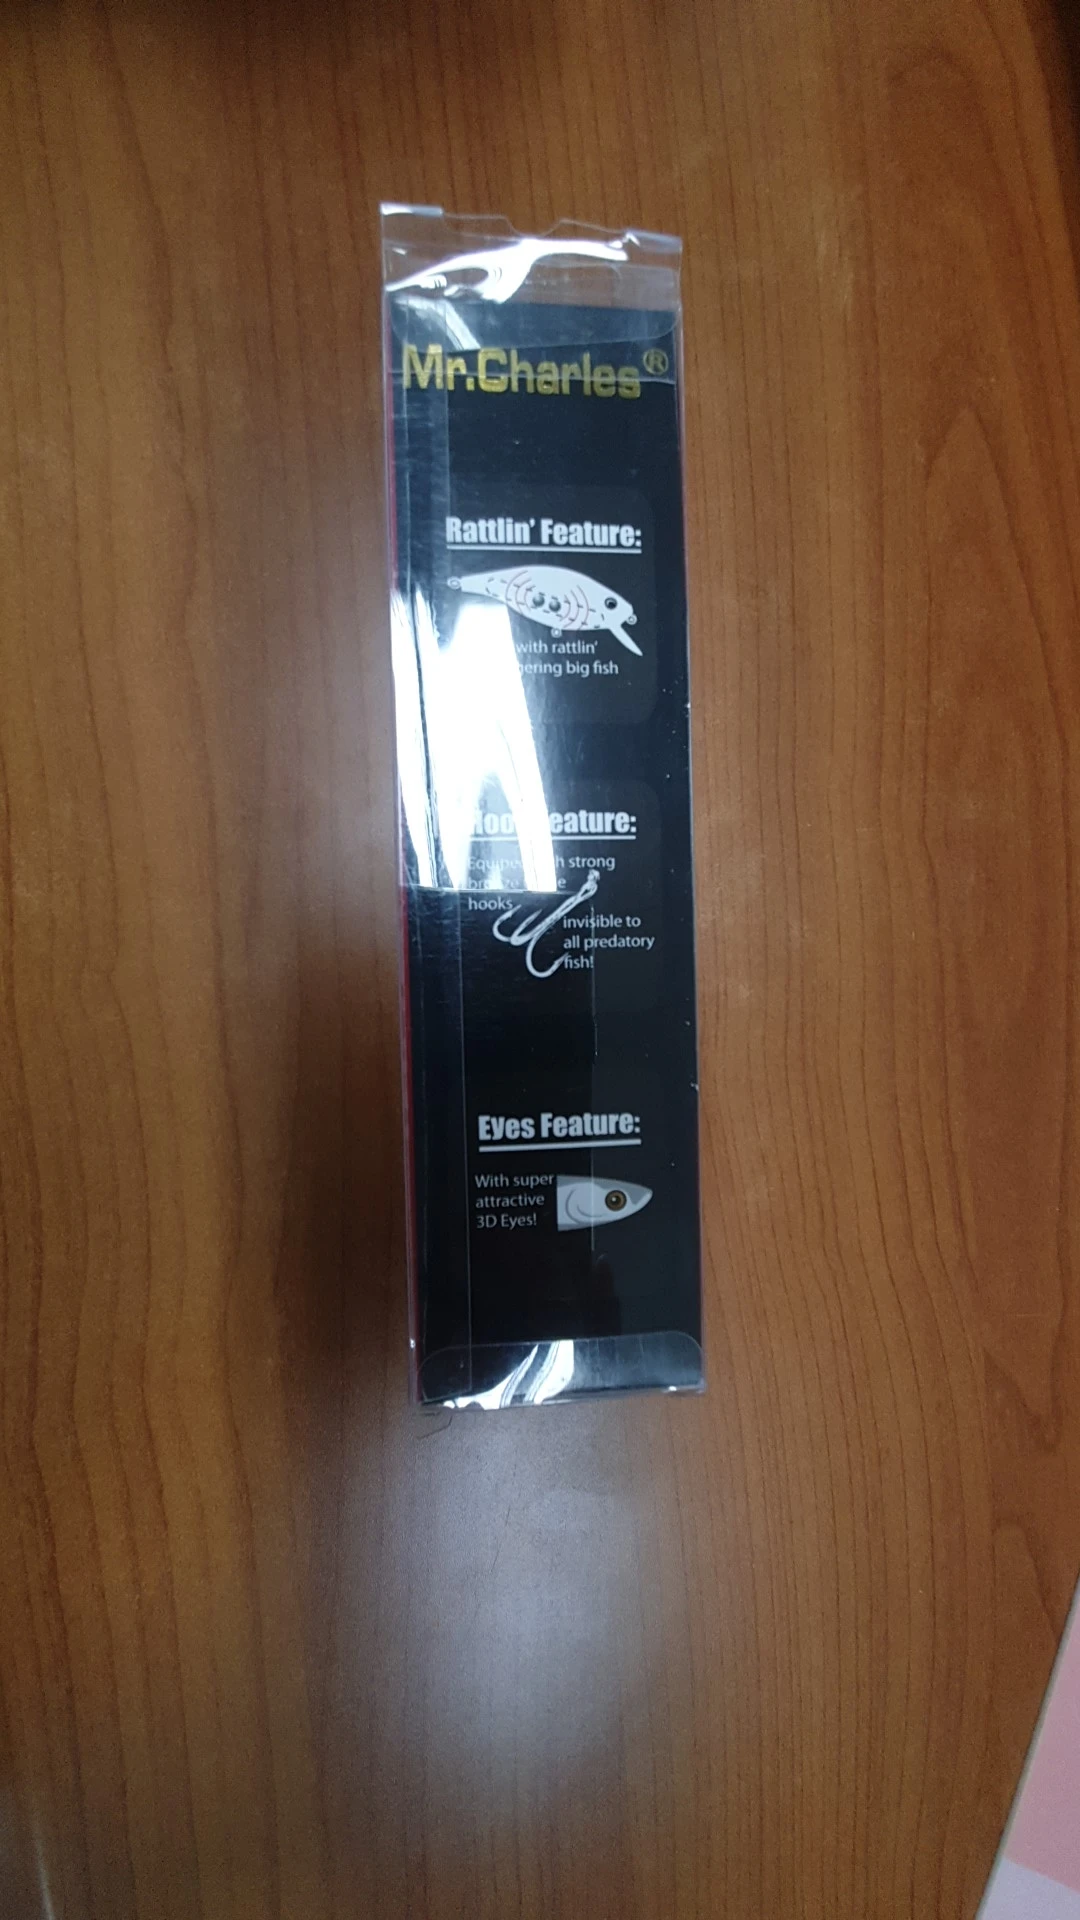 Mr.Charles®
Rattlin' Feature:
with rattlin'
big fish
Feature:
strong
hooks
invisible to
all predatory
fish!
Eyes Feature:
With super
attractive
3D Eyes!